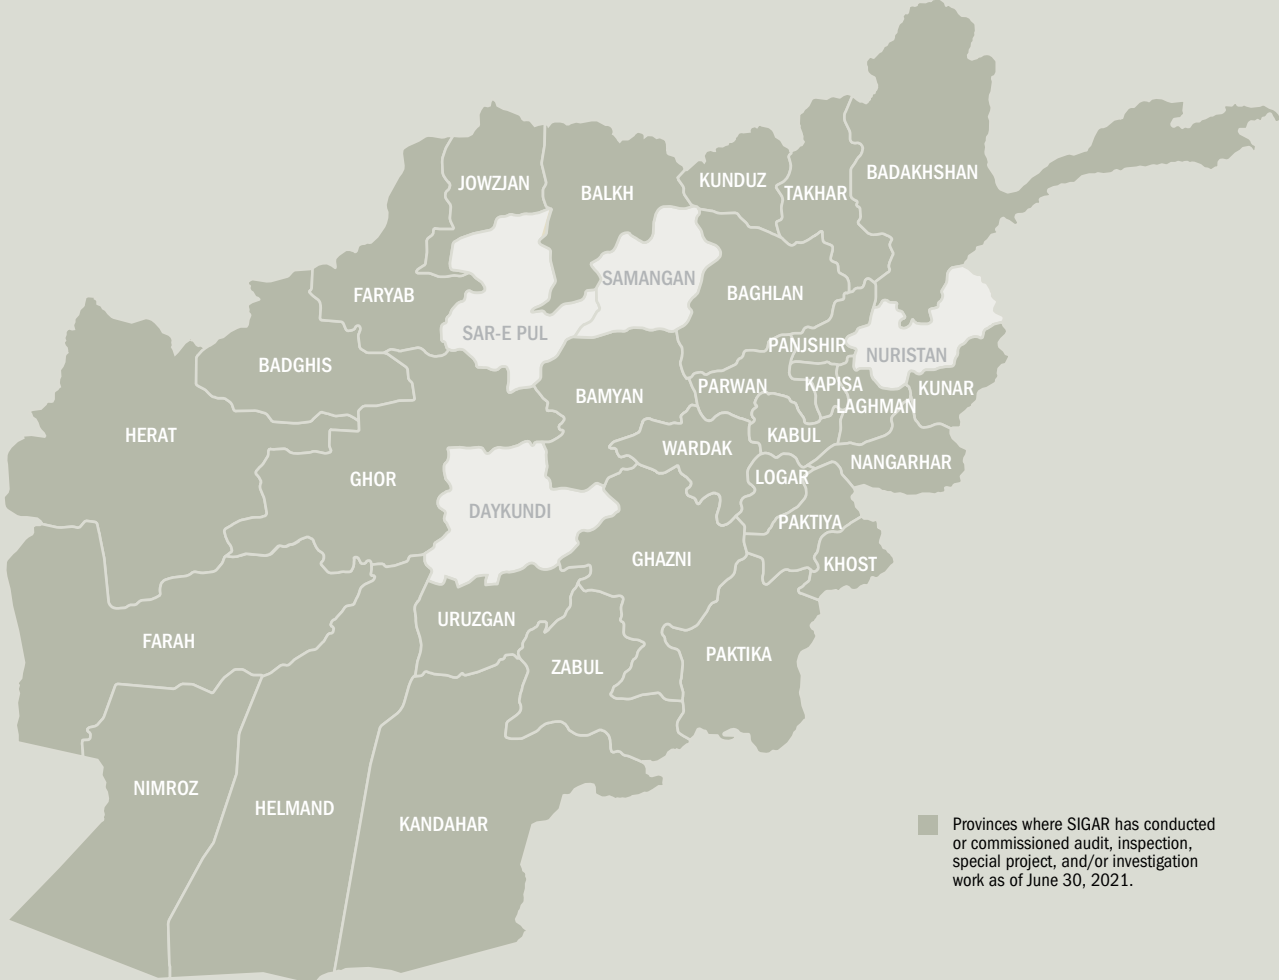 BADAKHSHAN
JOWZJAN
BALKH
KUNDUZ
TAKHAR
SAMANGAN
FARYAB
BAGHLAN
SAR-E PUL
PANJSHIR
NURISTAN
BADGHIS
BAMYAN
PARWAN
KAPISA
KUNAR
LAGHMAN
HERAT
KABUL
WARDAK
NANGARHAR
GHOR
LOGAR
DAYKUNDI
PAKTIYA
GHAZNI
KHOST
URUZGAN
FARAH
ZABUL
PAKTIKA
NIMROZ
HELMAND
KANDAHAR
Provinces where SIGAR has conducted
or commissioned audit, inspection,
special project, and/or investigation
work as of June 30, 2021.